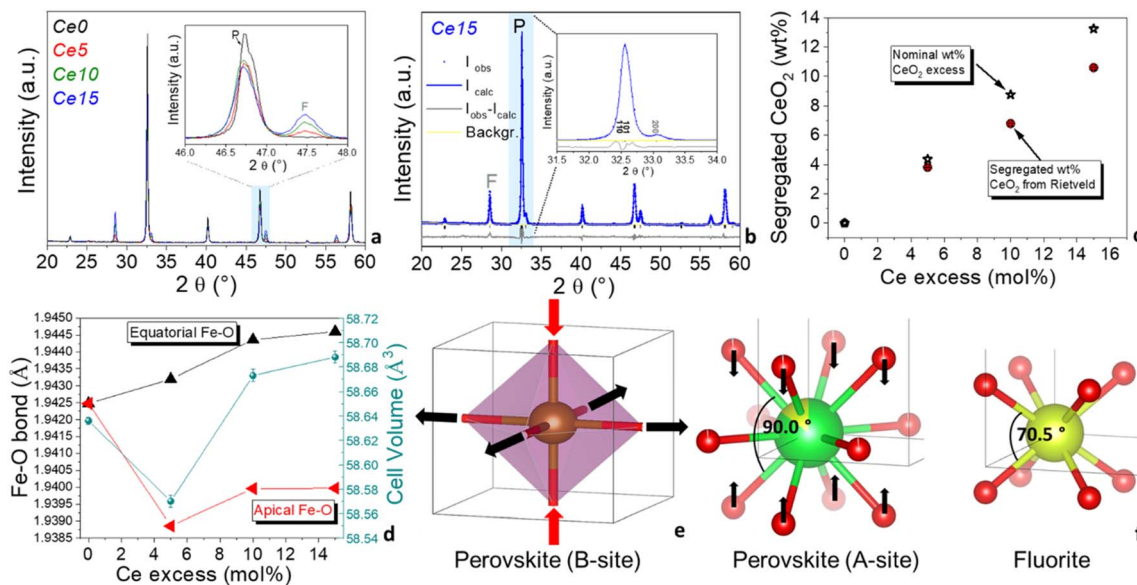 Ce0
Ce5
Ce10
Ce15
P
F
Intensity (a.u.)
46.0 46.5 47.0 47.5 48.0
2 θ (°)
Intensity (a.u.)
a
20 25 30 35 40 45 50 55 60
2 θ (°)
Ce15
P
I obs
I calc
I obs-I calc
Backgr.
Intensity (a.u.)
110
101
200
31.5 32.0 32.5 33.0 33.5 34.0
2 θ (°)
F
Intensity (a.u.)
b
20 25 30 35 40 45 50 55 60
2 θ (°)
Segregated CeO2 (wt%)
14
12
10
8
6
4
2
0
Nominal wt%
CeO2 excess
Segregated wt%
CeO2 from Rietveld
0 2 4 6 8 10 12 14
Ce excess (mol%)
Fe-O bond (Å)
1.9450
1.9445
1.9440
1.9435
1.9430
1.9425
1.9420
1.9415
1.9410
1.9405
1.9400
1.9395
1.9390
1.9385
Equatorial Fe-O
Apical Fe-O
58.72
58.70
58.68
58.66
58.64
58.62
58.60
58.58
58.56
58.54
Cell Volume (Å3)
d
0 5 10 15
Ce excess (mol%)
e
Perovskite (B-site)
90.0 °
Perovskite (A-site)
70.5 °
Fluorite